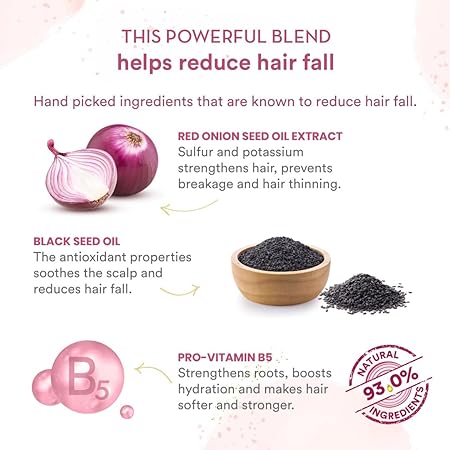 THIS POWERFUL BLEND
helps reduce hair fall
Hand picked ingredients that are known to reduce hair fall.
RED ONION SEED OIL EXTRACT
Sulfur and potassium
strengthens hair, prevents
breakage and hair thinning.
BLACK SEED OIL
The antioxidant properties
soothes the scalp and
reduces hair fall.
B5
PRO-VITAMIN B5
Strengthens roots, boosts
hydration and makes hair
softer and stronger.
NATURAL
93.0%
INGREDIENTS